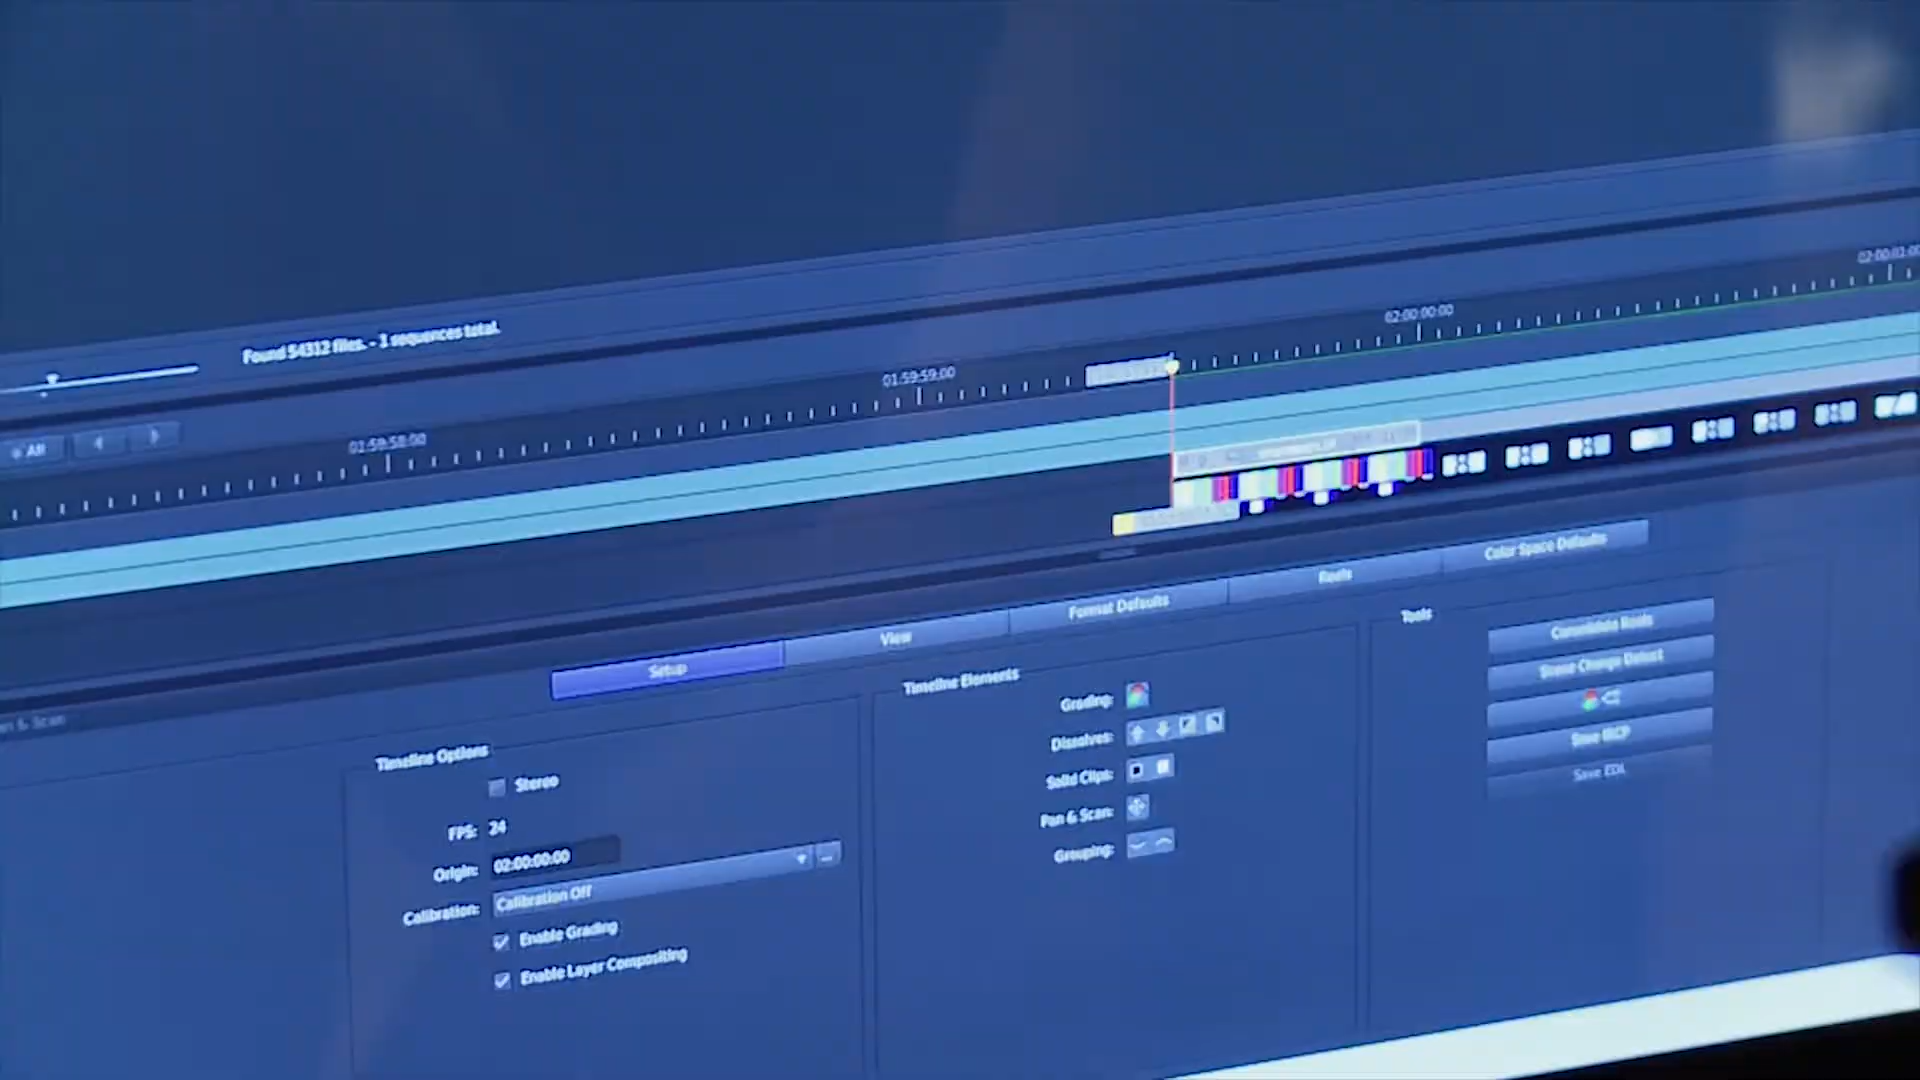 Found 54312 files. - 1 sequences total.
02:00:00:00
01:59:59:00
All
01:59:58:00
Color Space Defaults
Reels
Format Defaults
View
Setup
Tools
Consolidate Reels
Scene Change Detect
Save EDL
Timeline Elements
Grading:
Dissolves:
Solid Clips:
Pan & Scan:
Grouping:
& Scan
Timeline Options
Stereo
FPS: 24
Origin: 02:00:00:00
Calibration: Calibration Off
Enable Grading
Enable Layer Compositing